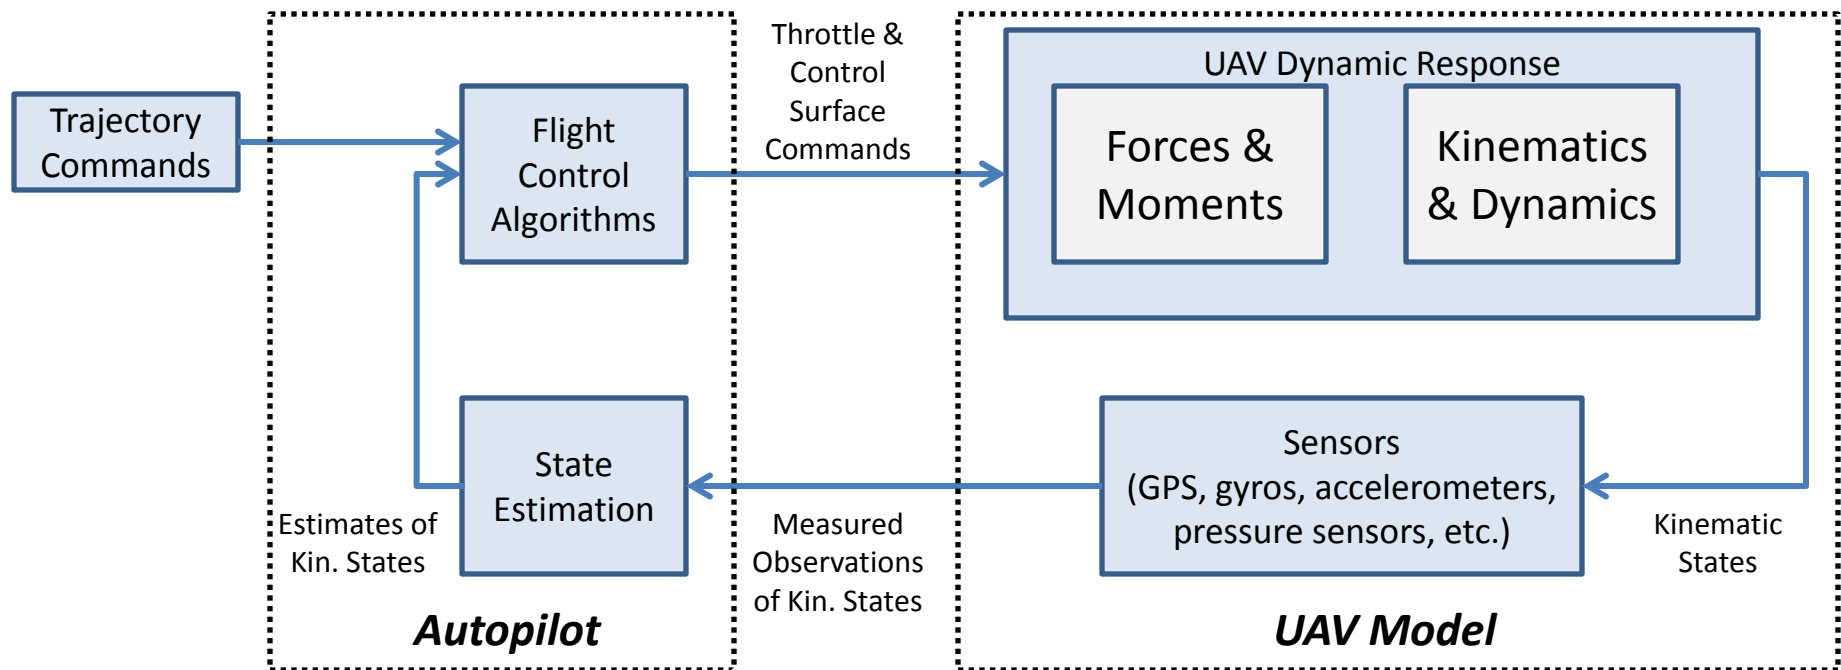 Trajectory
Commands
Flight
Control
Algorithms
Throttle &
Control
Surface
Commands
UAV Dynamic Response
Forces &
Moments
Kinematics
& Dynamics
State
Estimation
Estimates of
Kin. States
Measured
Observations
of Kin. States
Sensors
(GPS, gyros, accelerometers,
pressure sensors, etc.)
Kinematic
States
Autopilot
UAV Model